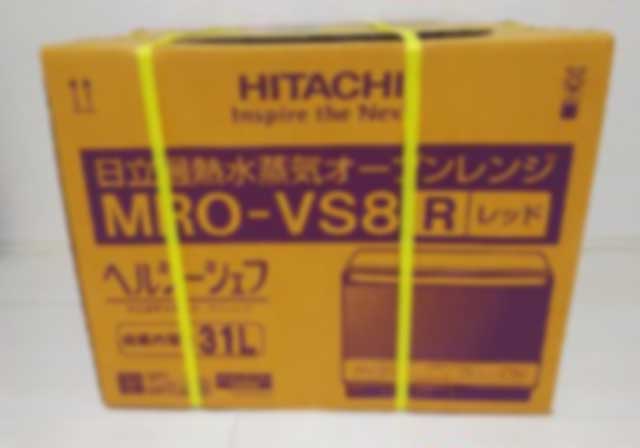 HITACHI
Inspire the Nex
日立過熱水蒸気オーブンレンジ
MRO-VS8 R レッド
ヘルシーシェフ
31L